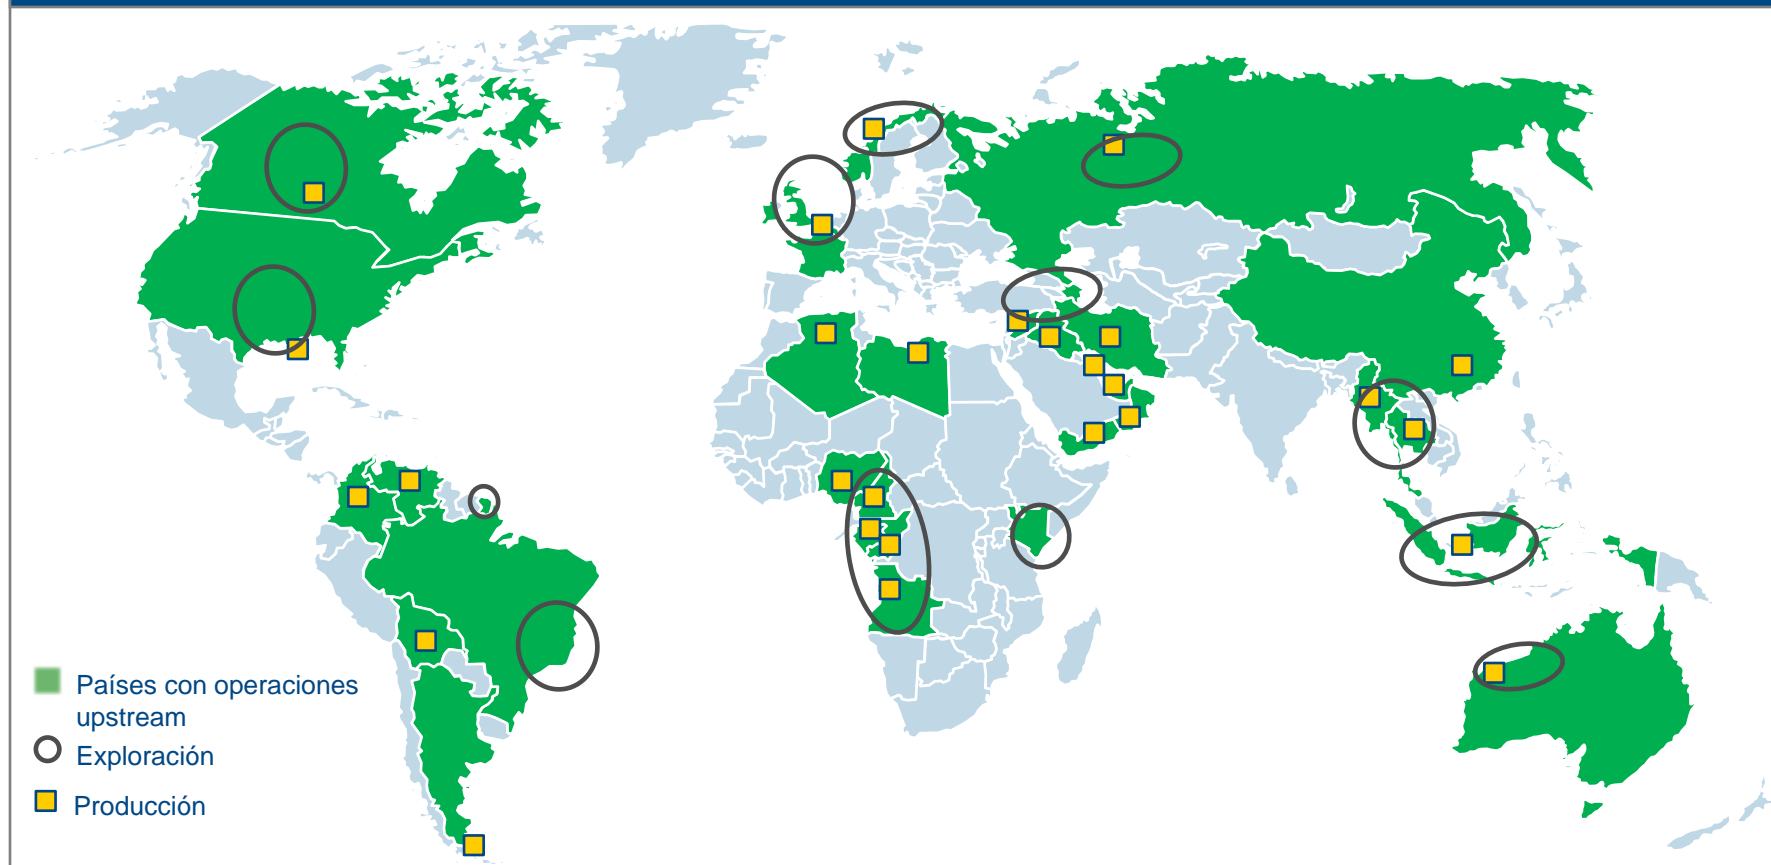 Países con operaciones
upstream
Exploración
Producción